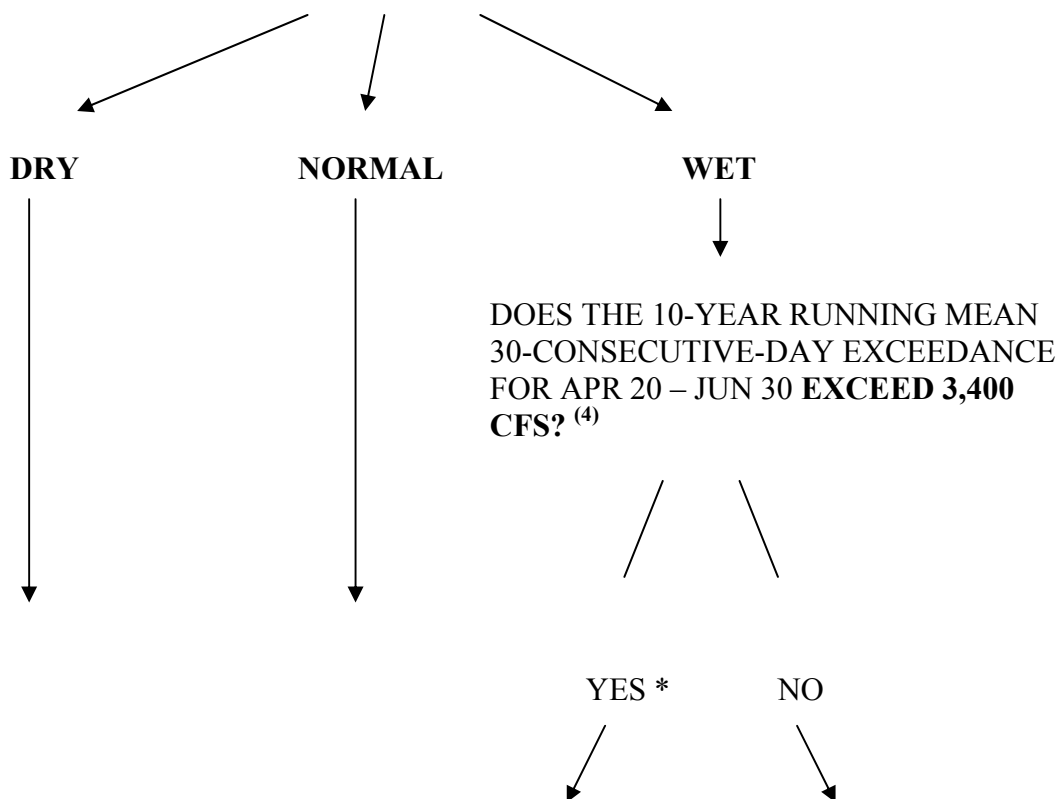 DRY NORMAL WET
DOES THE 10-YEAR RUNNING MEAN
30-CONSECUTIVE-DAY EXCEEDANCE
FOR APR 20 – JUN 30 EXCEED 3,400
CFS? (4)
YES * NO